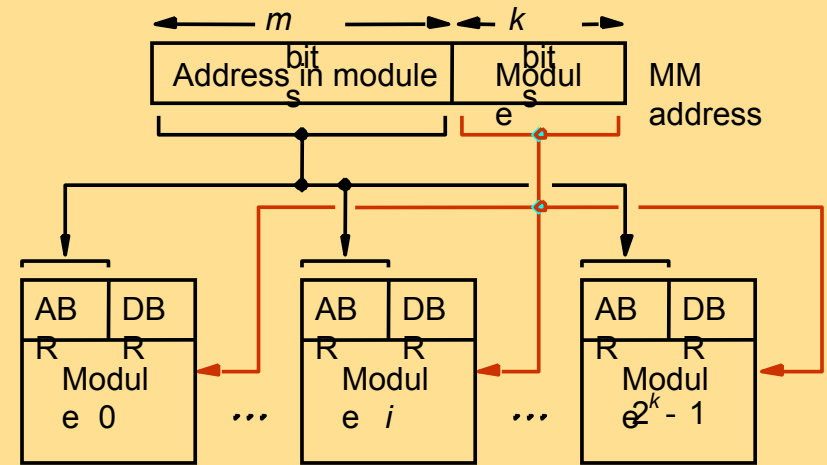 m
bit
s
k
bit
s
Address in module
Modul
e
MM
address
AB
R
DB
R
Modul
e 0
...
AB
R
DB
R
Modul
e i
...
AB
R
DB
R
Modul
e 2^k - 1